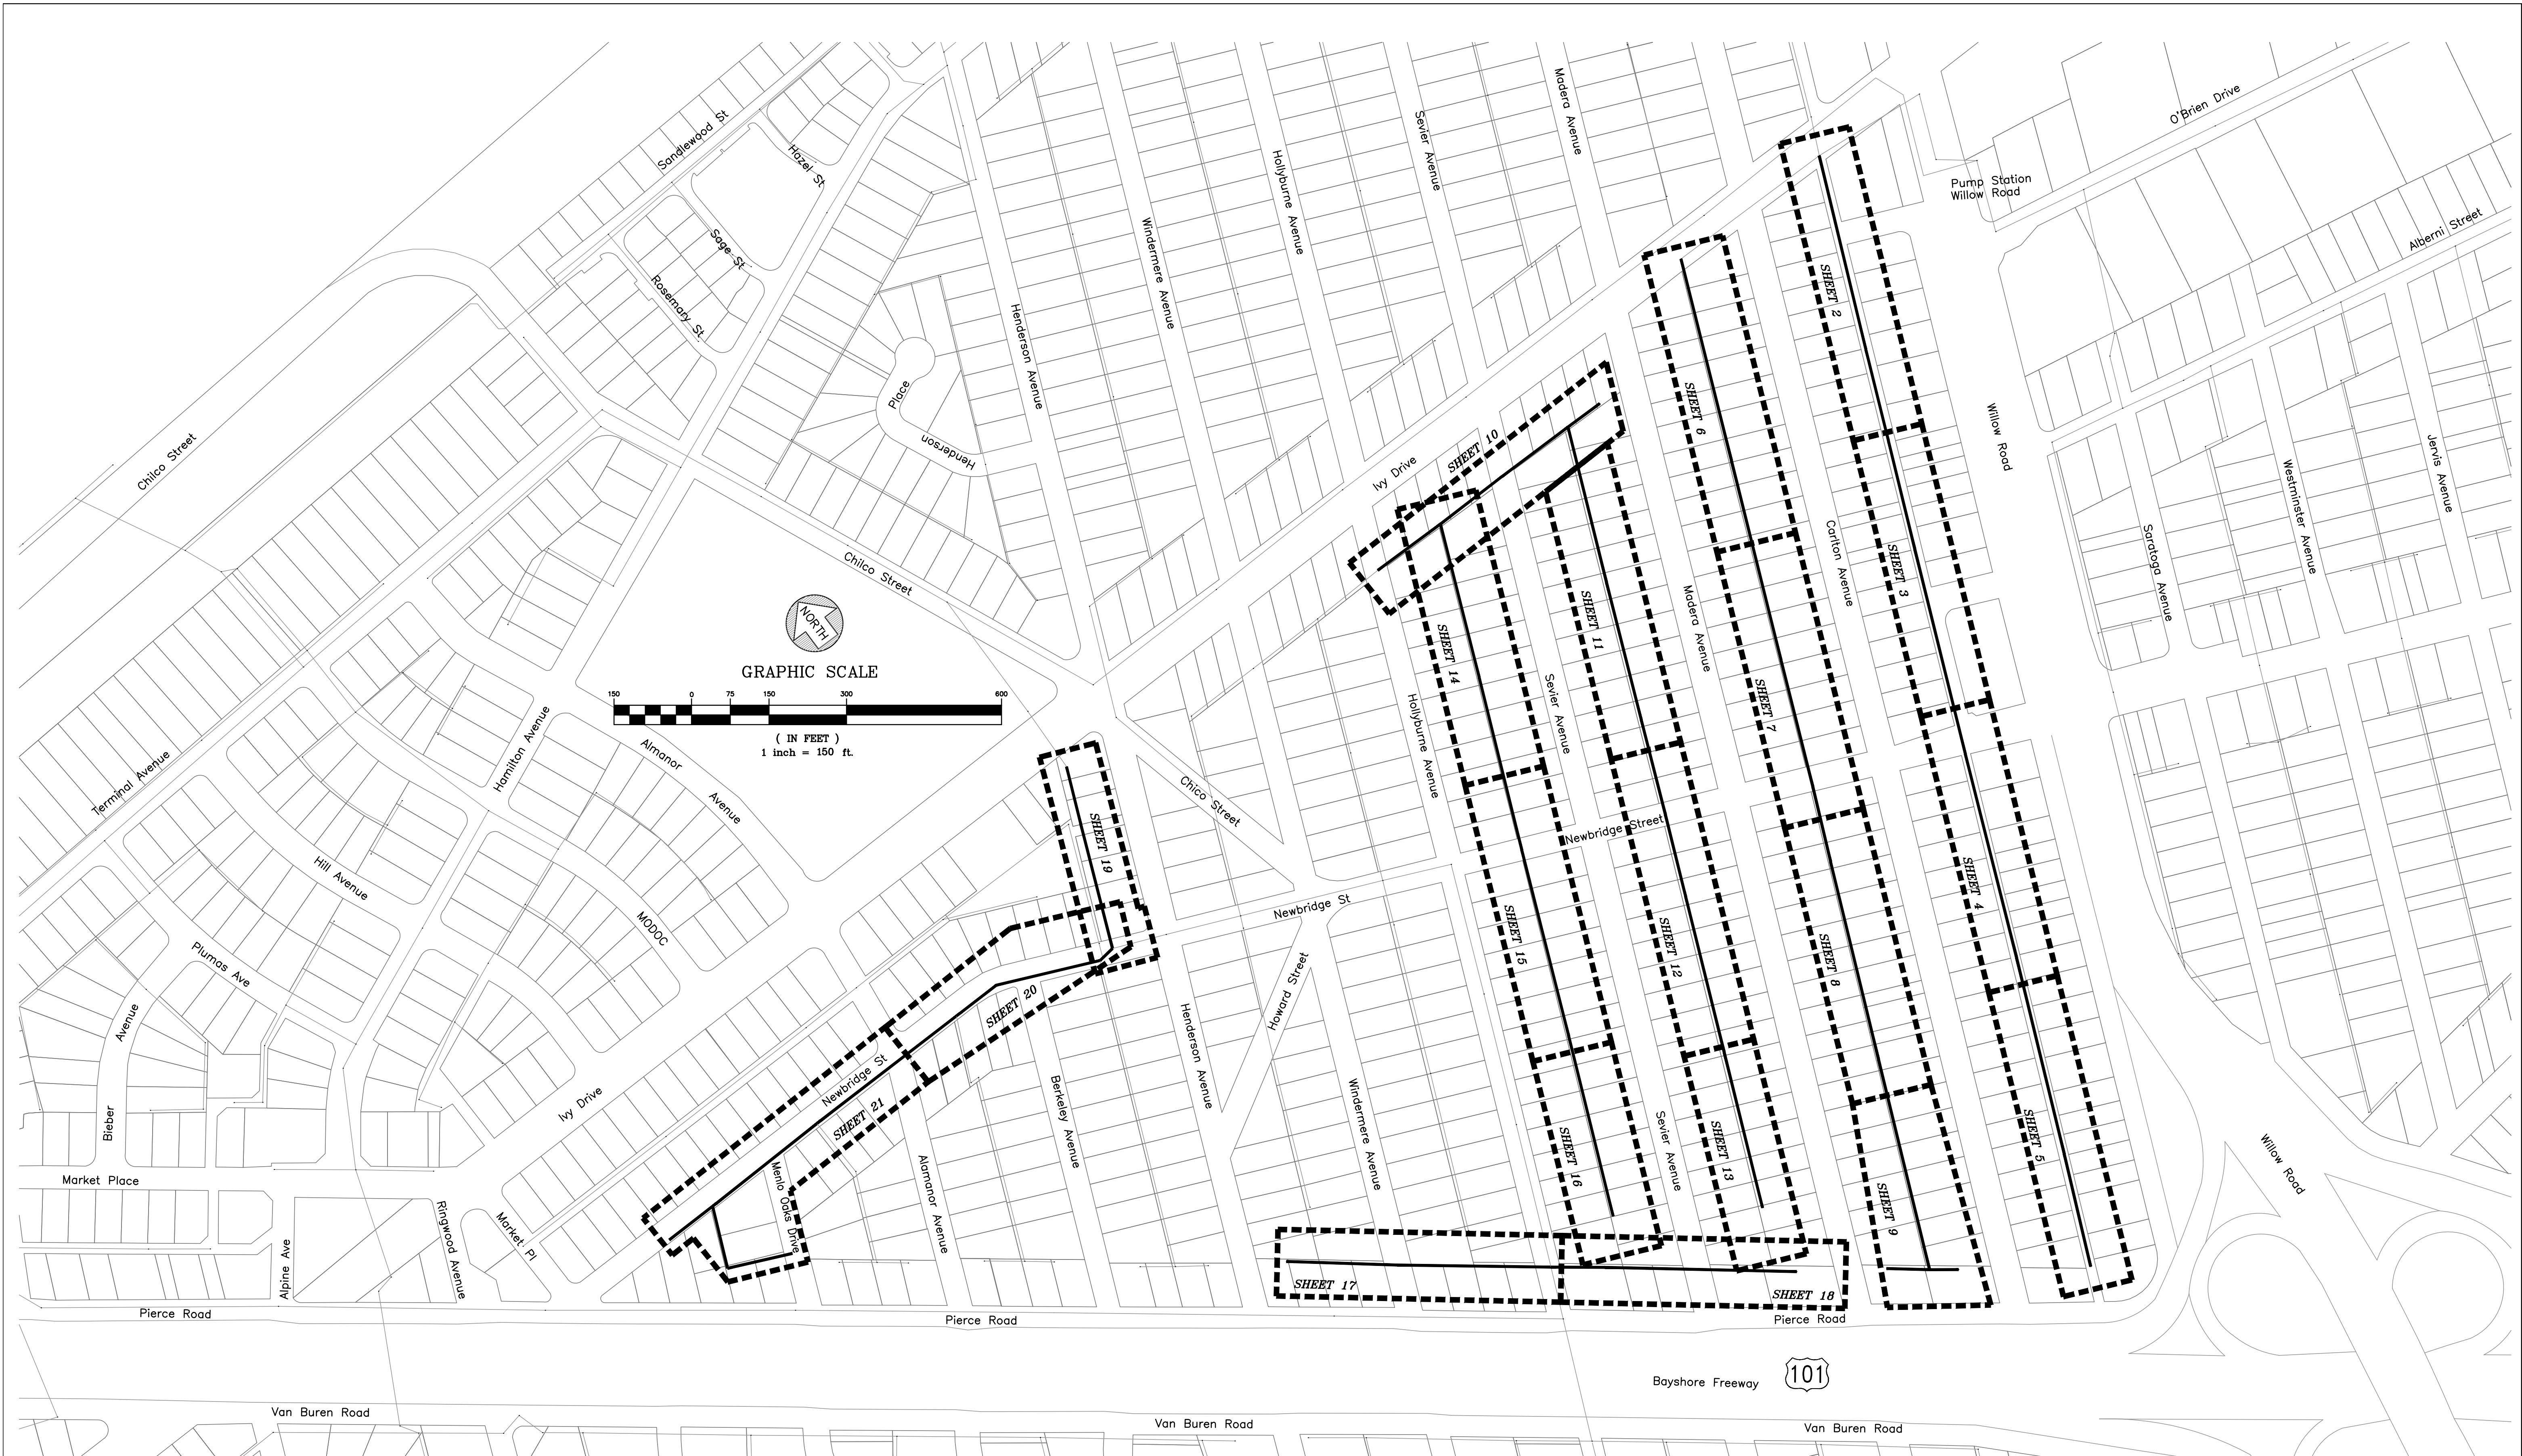 Sandlewood St
Hazel St
Sage St
Rosemary St
Chilco Street
Place
Henderson
Henderson Avenue
Windermere Avenue
Hollyburne Avenue
Sevier Avenue
Madera Avenue
Pump Station
Willow Road
O'Brien Drive
Alberni Street
Ivy Drive
Willow Road
Carlton Avenue
Saratoga Avenue
Westminster Avenue
Jervis Avenue
Chilco Street
NORTH
GRAPHIC SCALE
150 0 75 150 300 600
( IN FEET )
1 inch = 150 ft.
SHEET 2
SHEET 3
SHEET 4
SHEET 5
SHEET 6
SHEET 7
SHEET 8
SHEET 9
SHEET 10
SHEET 11
SHEET 12
SHEET 13
SHEET 14
SHEET 15
SHEET 16
SHEET 17
SHEET 18
SHEET 19
SHEET 20
SHEET 21
Terminal Avenue
Hamilton Avenue
Almanor
Avenue
Chico Street
Hollyburne Avenue
Sevier Avenue
Madera Avenue
Newbridge Street
Hill Avenue
MODOC
Plumas Ave
Newbridge St
Howard Street
Bieber
Avenue
Ivy Drive
Newbridge St
Menlo Oaks Drive
Alamanor Avenue
Berkeley Avenue
Henderson Avenue
Windermere Avenue
Sevier Avenue
Willow Road
Market Place
Alpine Ave
Ringwood Avenue
Market Pl
Pierce Road
Pierce Road
Pierce Road
Bayshore Freeway
101
Van Buren Road
Van Buren Road
Van Buren Road